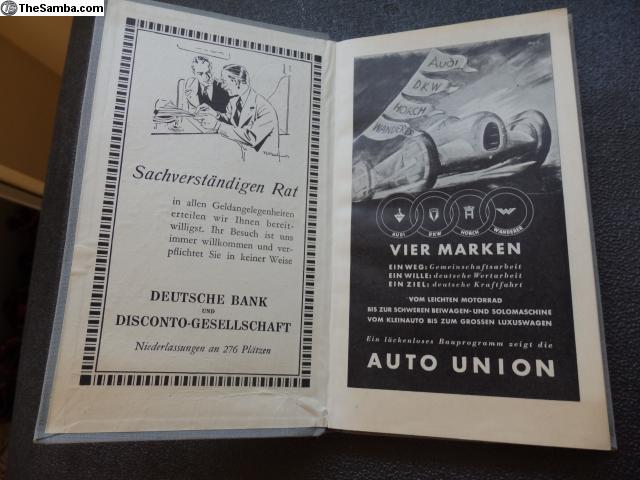 TheSamba.com
Sachverständigen Rat
in allen Geldangelegenheiten
erteilen wir Ihnen bereit-
willigst. Ihr Besuch ist uns
immer willkommen und ver-
pflichtet Sie in keiner Weise
DEUTSCHE BANK
UND
DISCONTO-GESELLSCHAFT
Niederlassungen an 276 Plätzen
Audi
DKW
HORCH
WANDERER
AUDI DKW HORCH WANDERER
VIER MARKEN
EIN WEG: Gemeinschaftsarbeit
EIN WILLE: deutsche Wertarbeit
EIN ZIEL: deutsche Kraftfahrt
VOM LEICHTEN MOTORRAD
BIS ZUR SCHWEREN BEIWAGEN- UND SOLOMASCHINE
VOM KLEINAUTO BIS ZUM GROSSEN LUXUSWAGEN
Ein lückenloses Bauprogramm zeigt die
AUTO UNION